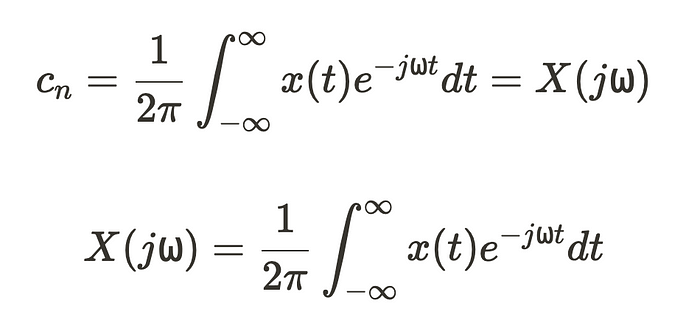 $c_n = \frac{1}{2\pi} \int_{-\infty}^{\infty} x(t)e^{-j\omega t}dt = X(j\omega)$
$X(j\omega) = \frac{1}{2\pi} \int_{-\infty}^{\infty} x(t)e^{-j\omega t}dt$